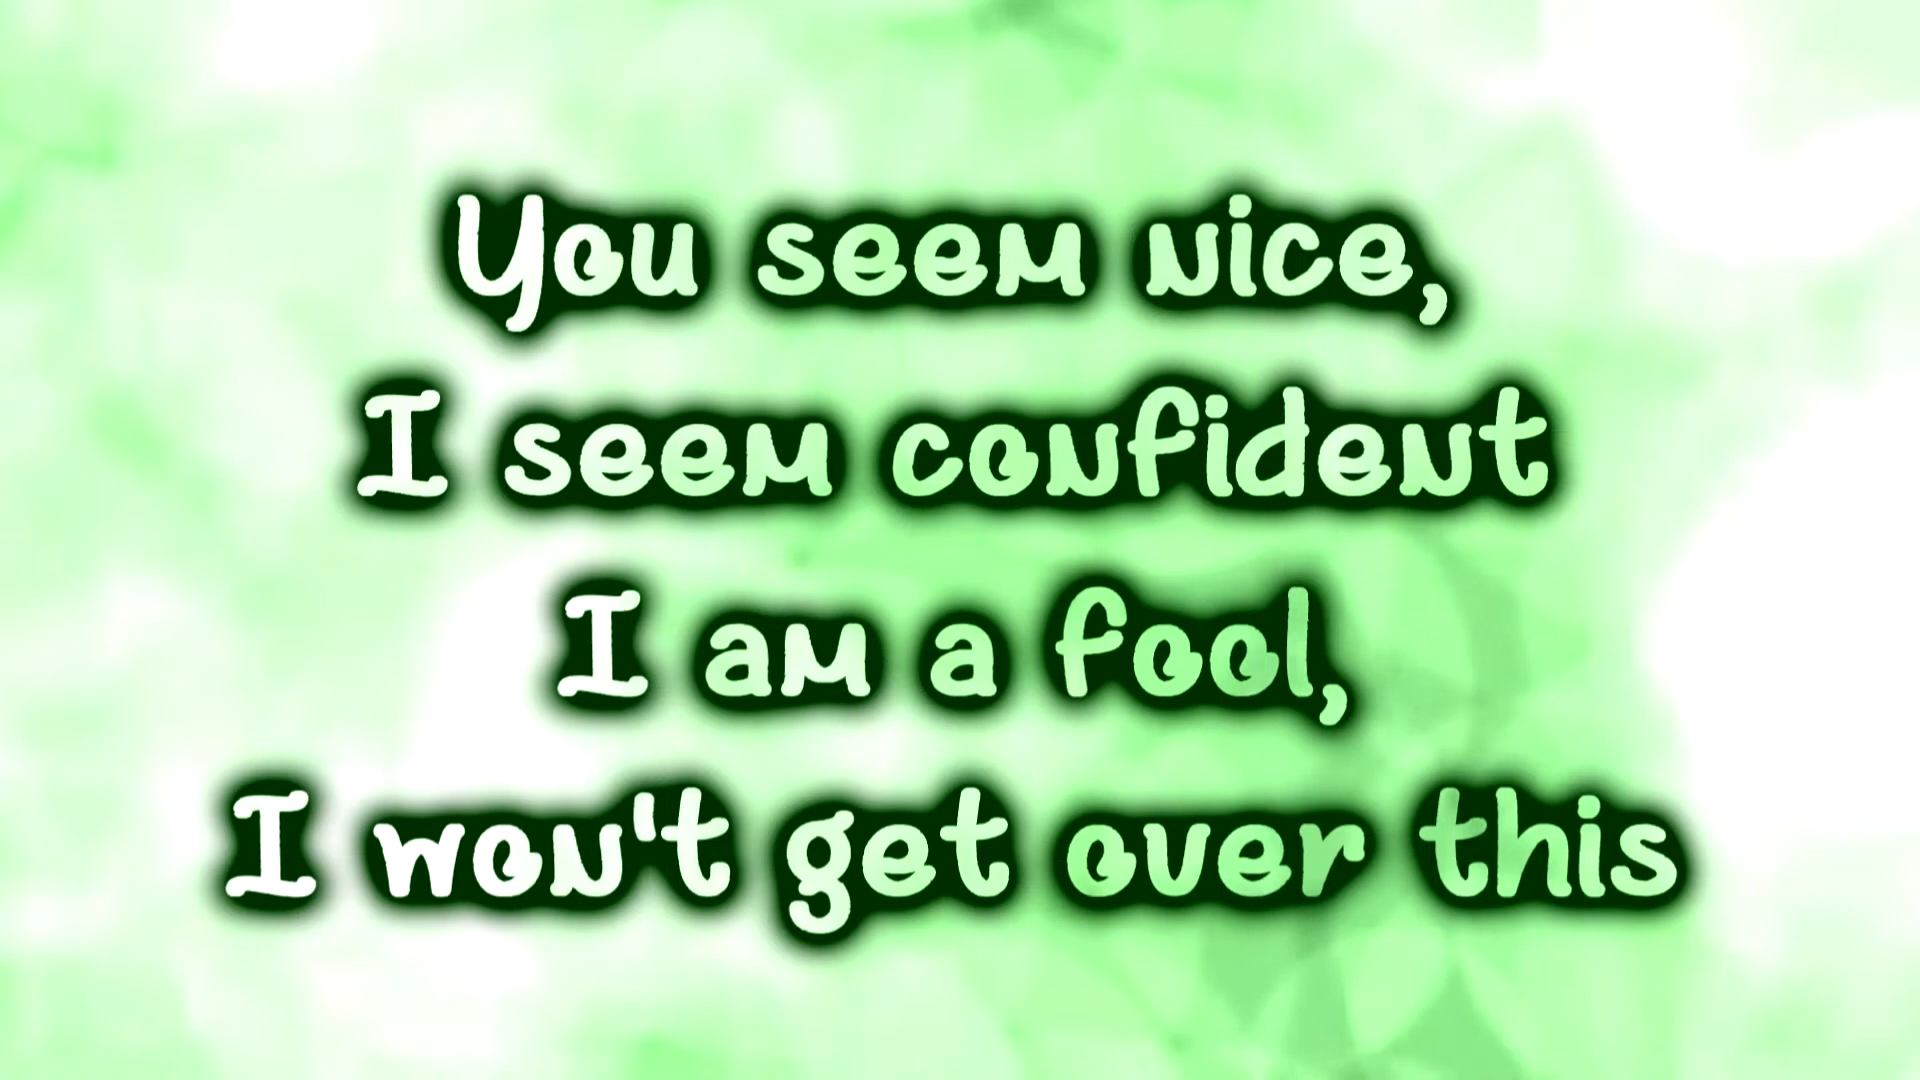 You seem nice,
I seem confident
I am a fool,
I won't get over this